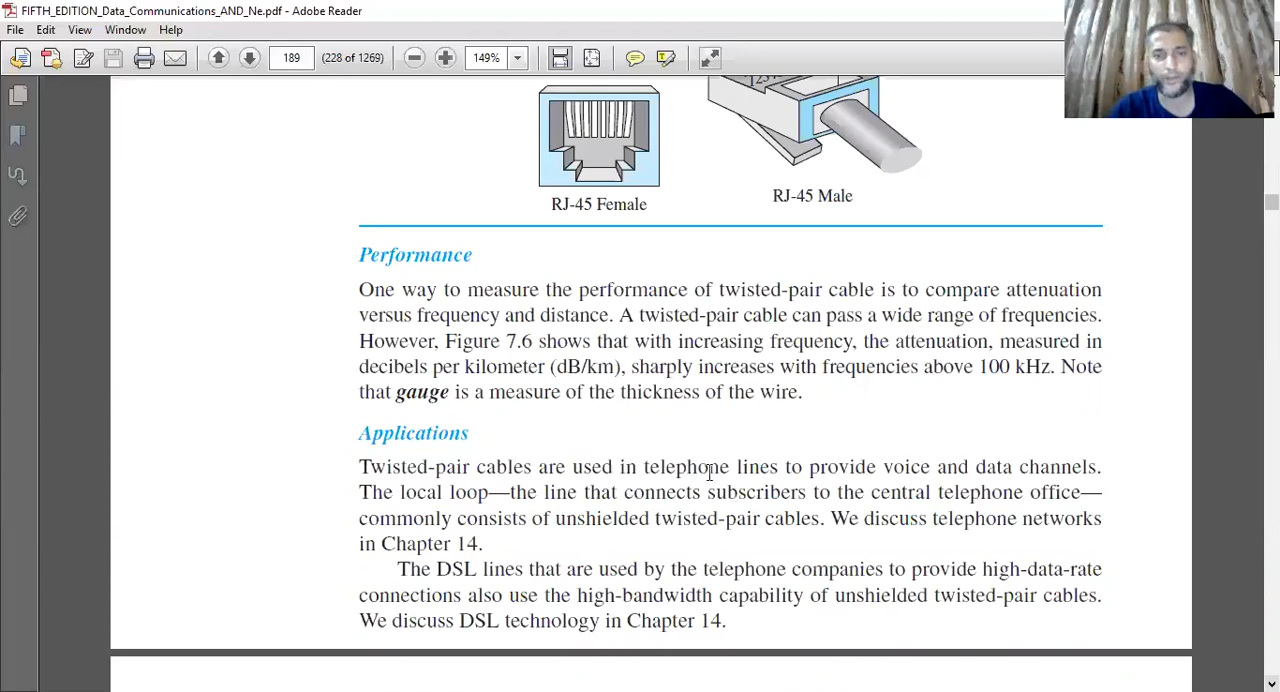 FIFTH_EDITION_Data_Communications_AND_Ne.pdf - Adobe Reader
File Edit View Window Help
189 (228 of 1269) 149%
RJ-45 Female
RJ-45 Male
Performance
One way to measure the performance of twisted-pair cable is to compare attenuation
versus frequency and distance. A twisted-pair cable can pass a wide range of frequencies.
However, Figure 7.6 shows that with increasing frequency, the attenuation, measured in
decibels per kilometer (dB/km), sharply increases with frequencies above 100 kHz. Note
that gauge is a measure of the thickness of the wire.
Applications
Twisted-pair cables are used in telephone lines to provide voice and data channels.
The local loop—the line that connects subscribers to the central telephone office—
commonly consists of unshielded twisted-pair cables. We discuss telephone networks
in Chapter 14.
The DSL lines that are used by the telephone companies to provide high-data-rate
connections also use the high-bandwidth capability of unshielded twisted-pair cables.
We discuss DSL technology in Chapter 14.